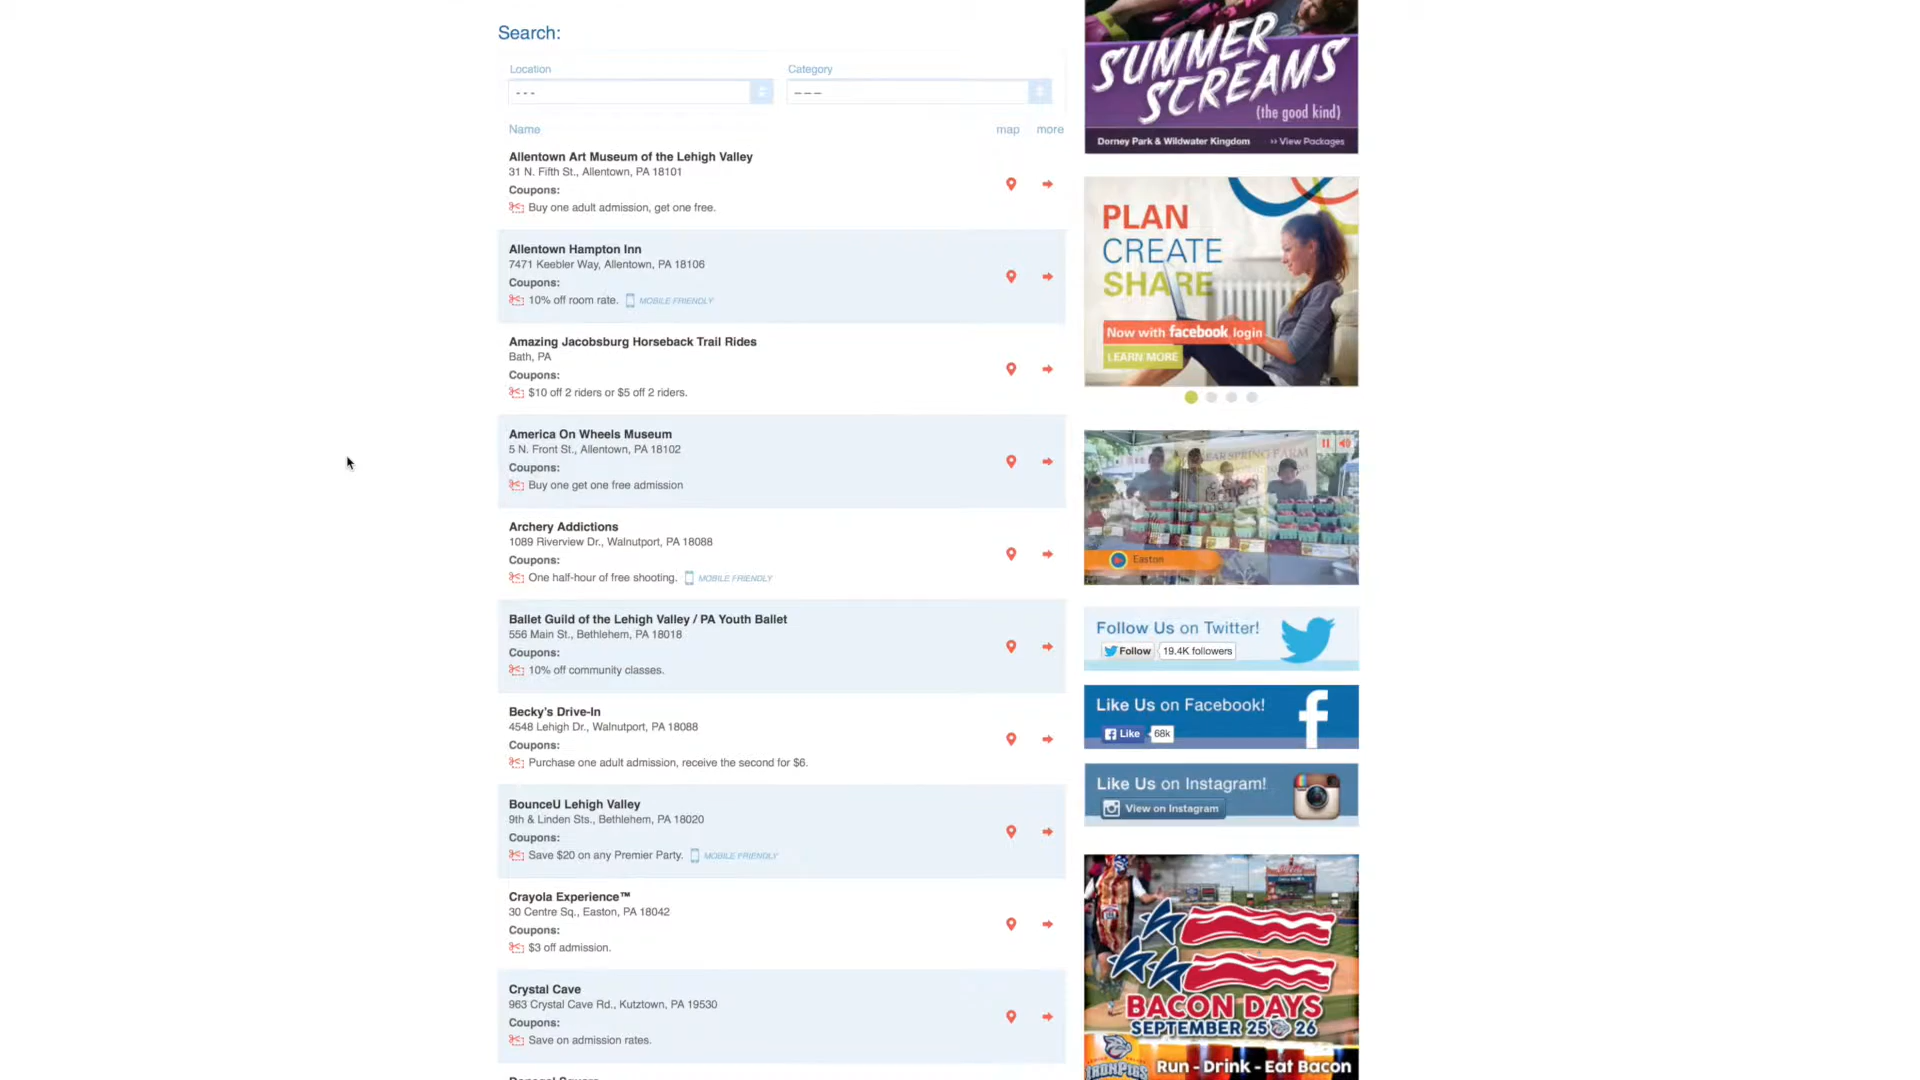 Search:
Location
Category
- - -
– – –
Name
map
more
Allentown Art Museum of the Lehigh Valley
31 N. Fifth St., Allentown, PA 18101
Coupons:
Buy one adult admission, get one free.
Allentown Hampton Inn
7471 Keebler Way, Allentown, PA 18106
Coupons:
10% off room rate. MOBILE FRIENDLY
Amazing Jacobsburg Horseback Trail Rides
Bath, PA
Coupons:
$10 off 2 riders or $5 off 2 riders.
America On Wheels Museum
5 N. Front St., Allentown, PA 18102
Coupons:
Buy one get one free admission
Archery Addictions
1089 Riverview Dr., Walnutport, PA 18088
Coupons:
One half-hour of free shooting. MOBILE FRIENDLY
Ballet Guild of the Lehigh Valley / PA Youth Ballet
556 Main St., Bethlehem, PA 18018
Coupons:
10% off community classes.
Becky's Drive-In
4548 Lehigh Dr., Walnutport, PA 18088
Coupons:
Purchase one adult admission, receive the second for $6.
BounceU Lehigh Valley
9th & Linden Sts., Bethlehem, PA 18020
Coupons:
Save $20 on any Premier Party. MOBILE FRIENDLY
Crayola Experience™
30 Centre Sq., Easton, PA 18042
Coupons:
$3 off admission.
Crystal Cave
963 Crystal Cave Rd., Kutztown, PA 19530
Coupons:
Save on admission rates.
SUMMER
SCREAMS
(the good kind)
Dorney Park & Wildwater Kingdom
›› View Packages
PLAN
CREATE
SHARE
Now with facebook login
LEARN MORE
SPRING FARM
Easton
Follow Us on Twitter!
Follow
19.4K followers
Like Us on Facebook!
Like
68k
Like Us on Instagram!
View on Instagram
BACON DAYS
SEPTEMBER 25 26
IRONPIGS
Run - Drink - Eat Bacon